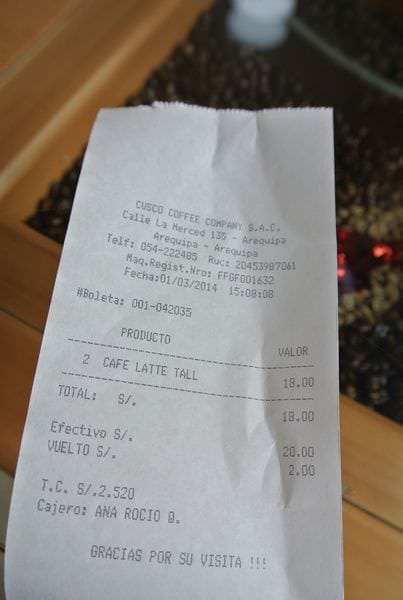 CUSCO COFFEE COMPANY S.A.C.
Calle La Merced 135 - Arequipa
Arequipa - Arequipa
Telf: 054-222485 Ruc: 20453987061
Maq.Regist.Nro: FFGF001632
Fecha:01/03/2014 15:08:08
#Boleta: 001-042035
PRODUCTO VALOR
2 CAFE LATTE TALL 18.00
TOTAL: S/. 18.00
Efectivo S/. 20.00
VUELTO S/. 2.00
T.C. S/.2.520
Cajero: ANA ROCIO Q.
GRACIAS POR SU VISITA !!!